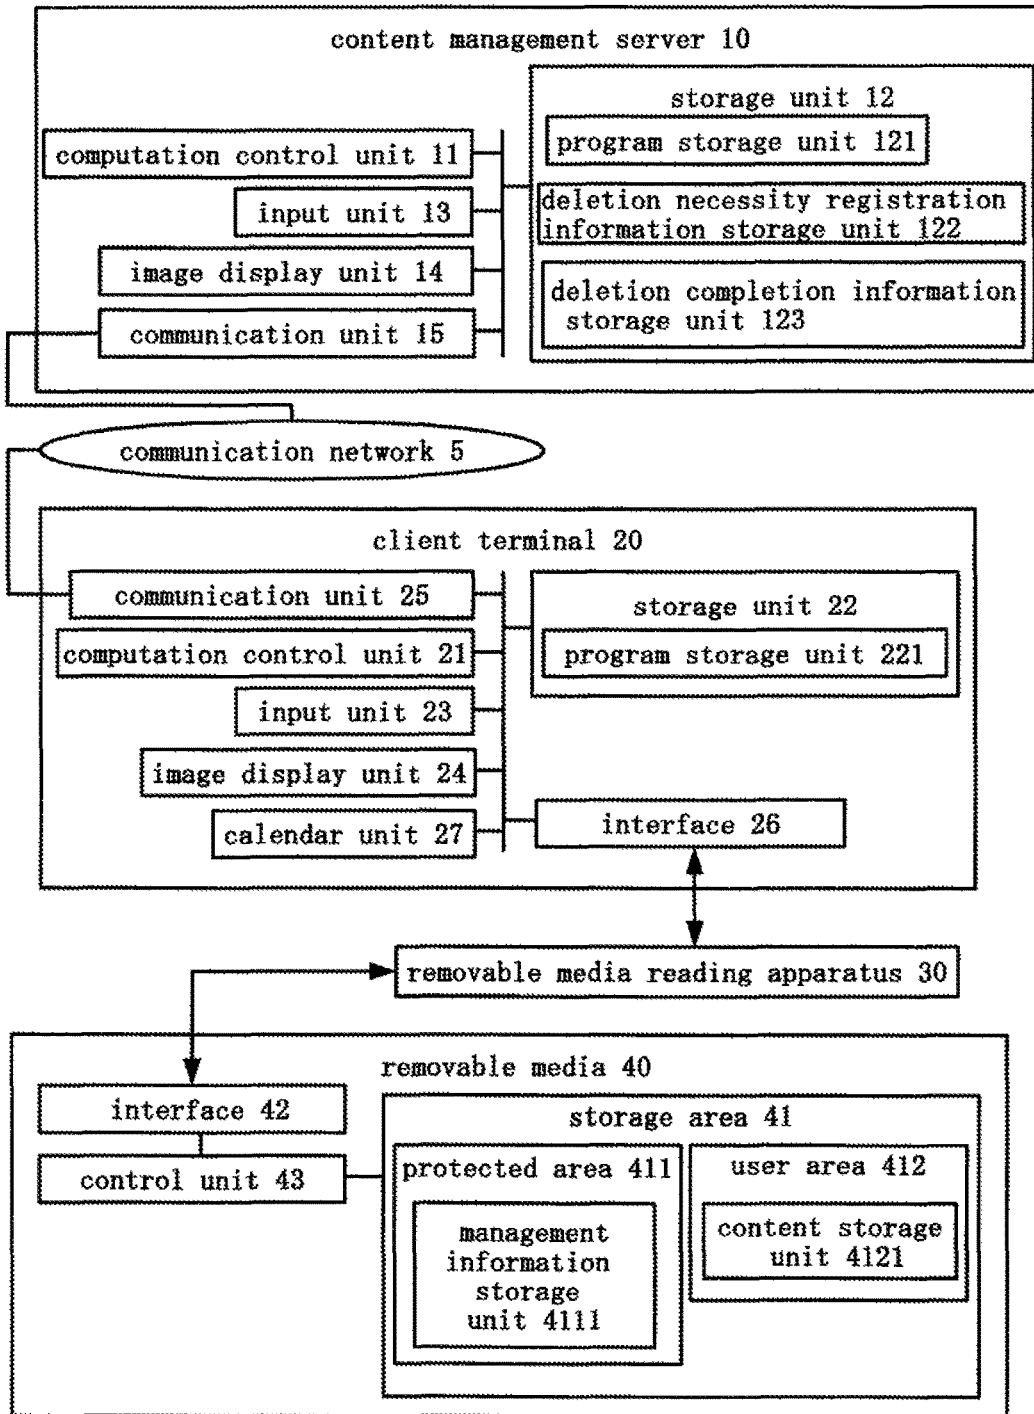 content management server 10
storage unit 12
program storage unit 121
computation control unit 11
deletion necessity registration
information storage unit 122
input unit 13
image display unit 14
deletion completion information
storage unit 123
communication unit 15
communication network 5
client terminal 20
communication unit 25
storage unit 22
computation control unit 21
program storage unit 221
input unit 23
image display unit 24
calendar unit 27
interface 26
removable media reading apparatus 30
removable media 40
interface 42
storage area 41
control unit 43
protected area 411
user area 412
management
information
storage
unit 4111
content storage
unit 4121